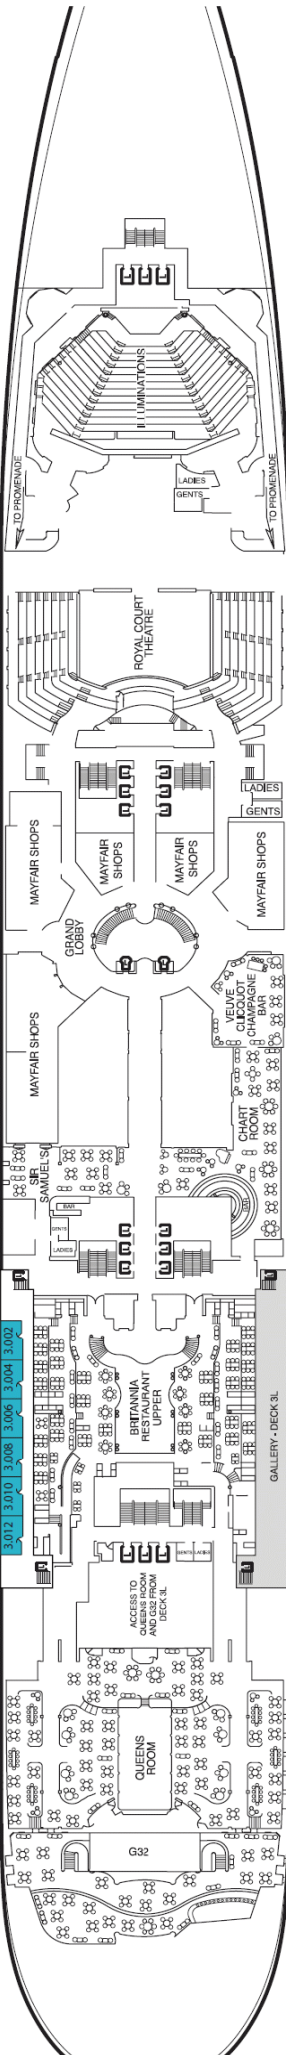 ILLUMINATIONS
TO PROMENADE
TO PROMENADE
LADIES
GENTS
ROYAL COURT
THEATRE
LADIES
GENTS
MAYFAIR SHOPS
MAYFAIR
SHOPS
MAYFAIR
SHOPS
MAYFAIR SHOPS
GRAND
LOBBY
MAYFAIR SHOPS
VEUVE
CLICQUOT
CHAMPAGNE
BAR
CHART
ROOM
SIR
SAMUEL'S
BAR
BAR
GENTS
LADIES
3.002
3.004
3.006
3.008
3.010
3.012
BRITANNIA
RESTAURANT
UPPER
GALLERY - DECK 3L
GENTS LADIES
ACCESS TO
QUEENS ROOM
AND G32 FROM
DECK 3L
QUEENS
ROOM
G32